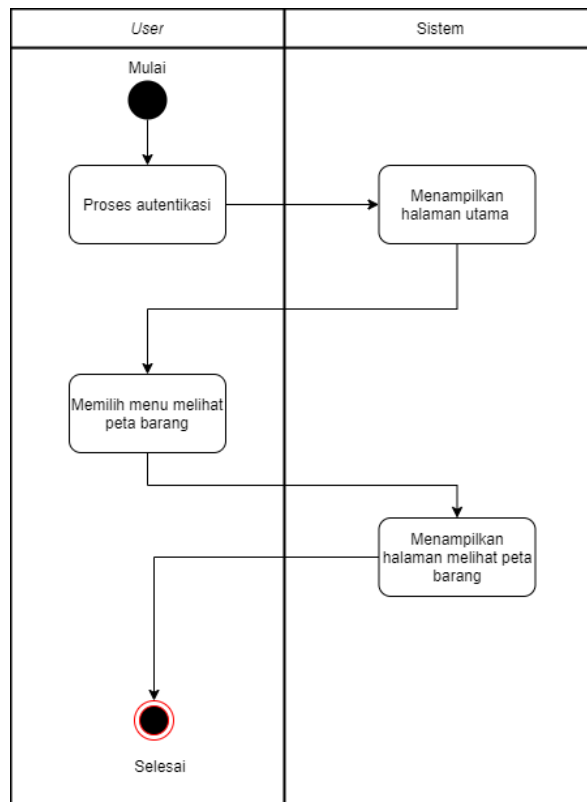 User
Sistem
Mulai
Proses autentikasi
Menampilkan
halaman utama
Memilih menu melihat
peta barang
Menampilkan
halaman melihat peta
barang
Selesai